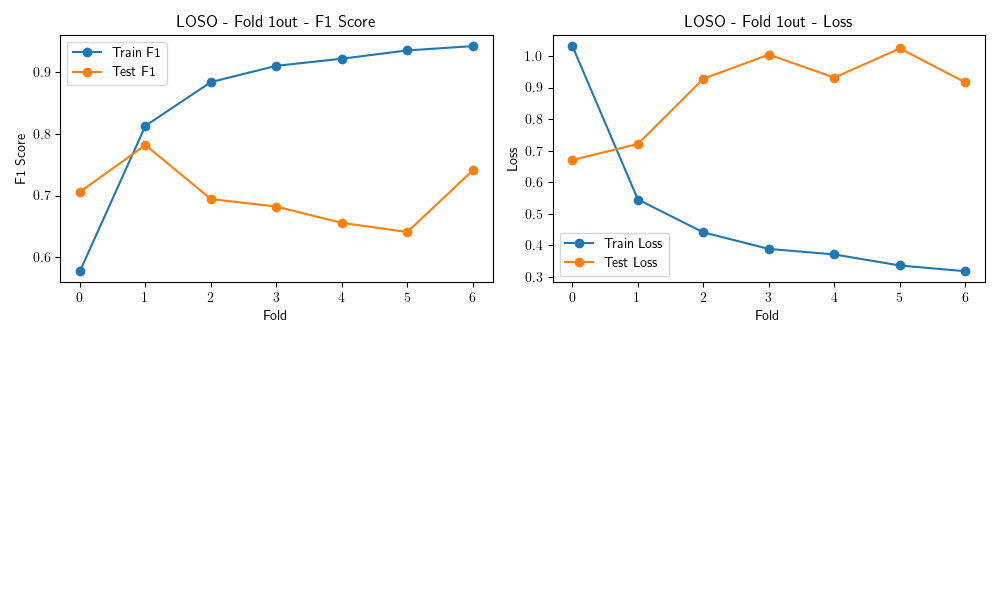 LOSO - Fold 1out - F1 Score
Train F1
Test F1
F1 Score
0.9
0.8
0.7
0.6
0 1 2 3 4 5 6
Fold
LOSO - Fold 1out - Loss
Loss
1.0
0.9
0.8
0.7
0.6
0.5
0.4
0.3
Train Loss
Test Loss
0 1 2 3 4 5 6
Fold